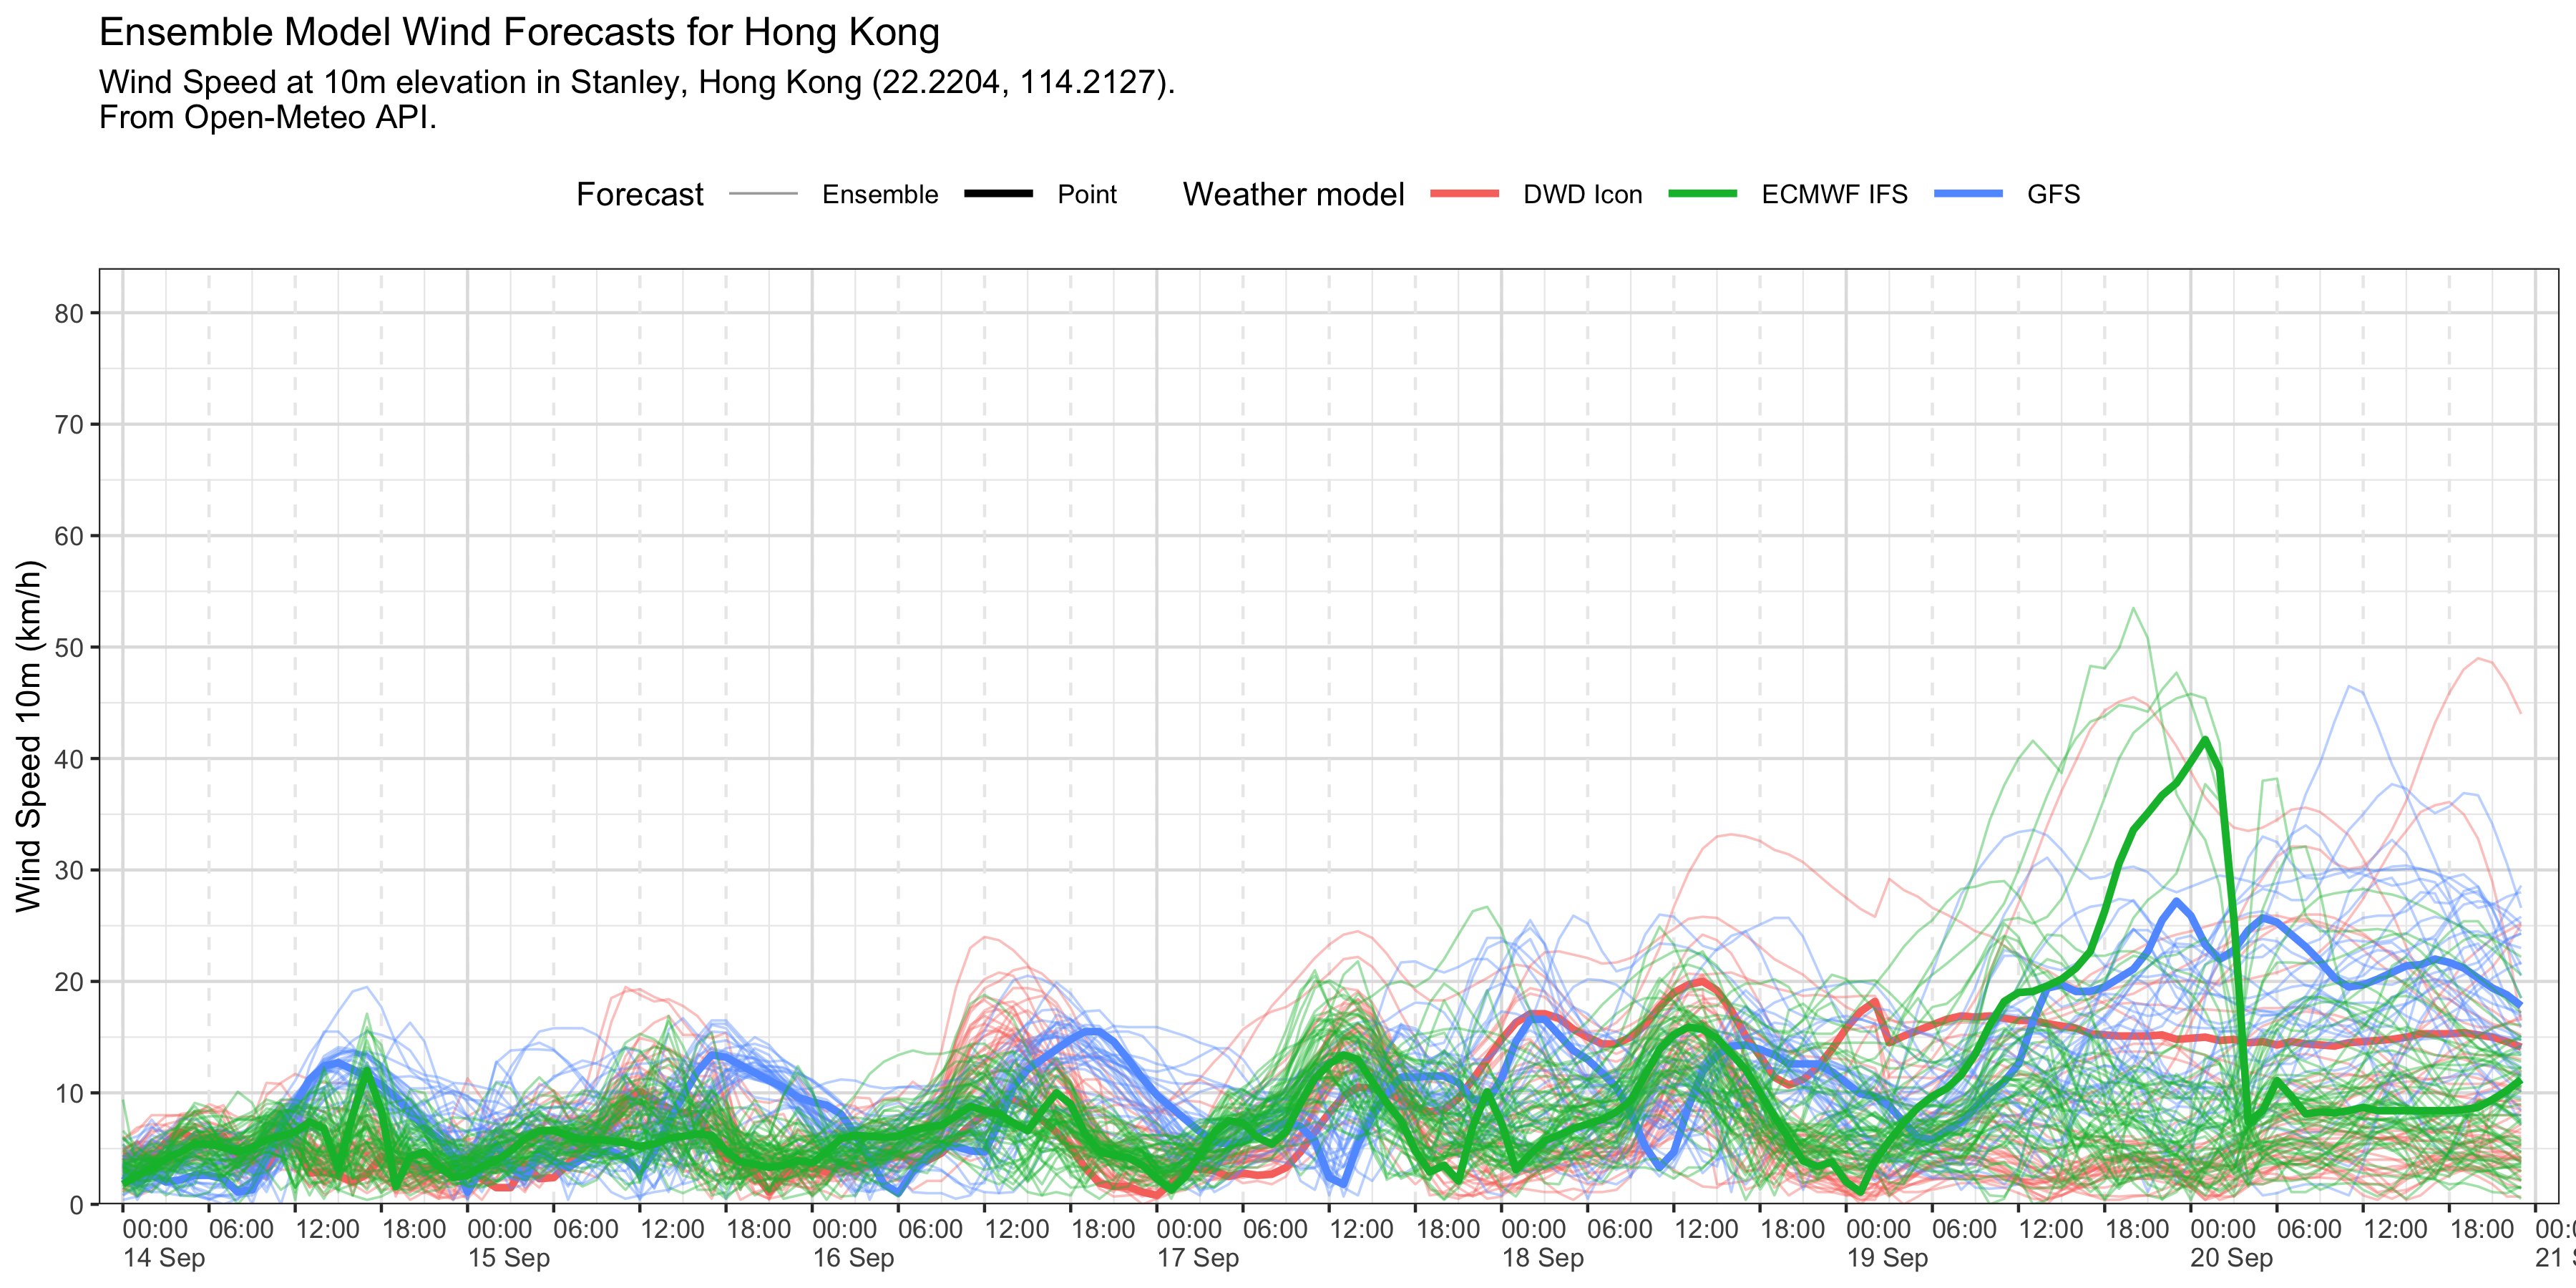 Ensemble Model Wind Forecasts for Hong Kong
Wind Speed at 10m elevation in Stanley, Hong Kong (22.2204, 114.2127).
From Open-Meteo API.
Forecast Ensemble Point Weather model DWD Icon ECMWF IFS GFS
Wind Speed 10m (km/h)
80
70
60
50
40
30
20
10
0
00:00 06:00 12:00 18:00 00:00 06:00 12:00 18:00 00:00 06:00 12:00 18:00 00:00 06:00 12:00 18:00 00:00 06:00 12:00 18:00 00:00 06:00 12:00 18:00 00:00 06:00 12:00 18:00 00:0
14 Sep 15 Sep 16 Sep 17 Sep 18 Sep 19 Sep 20 Sep 21 S